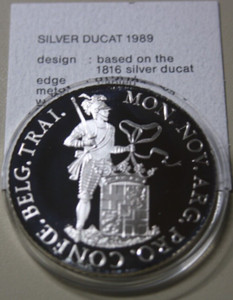 SILVER DUCAT 1989
design : based on the
1816 silver ducat
edge
MON. NOV. ARG. PRO. CONFŒ. BELG. TRAI.